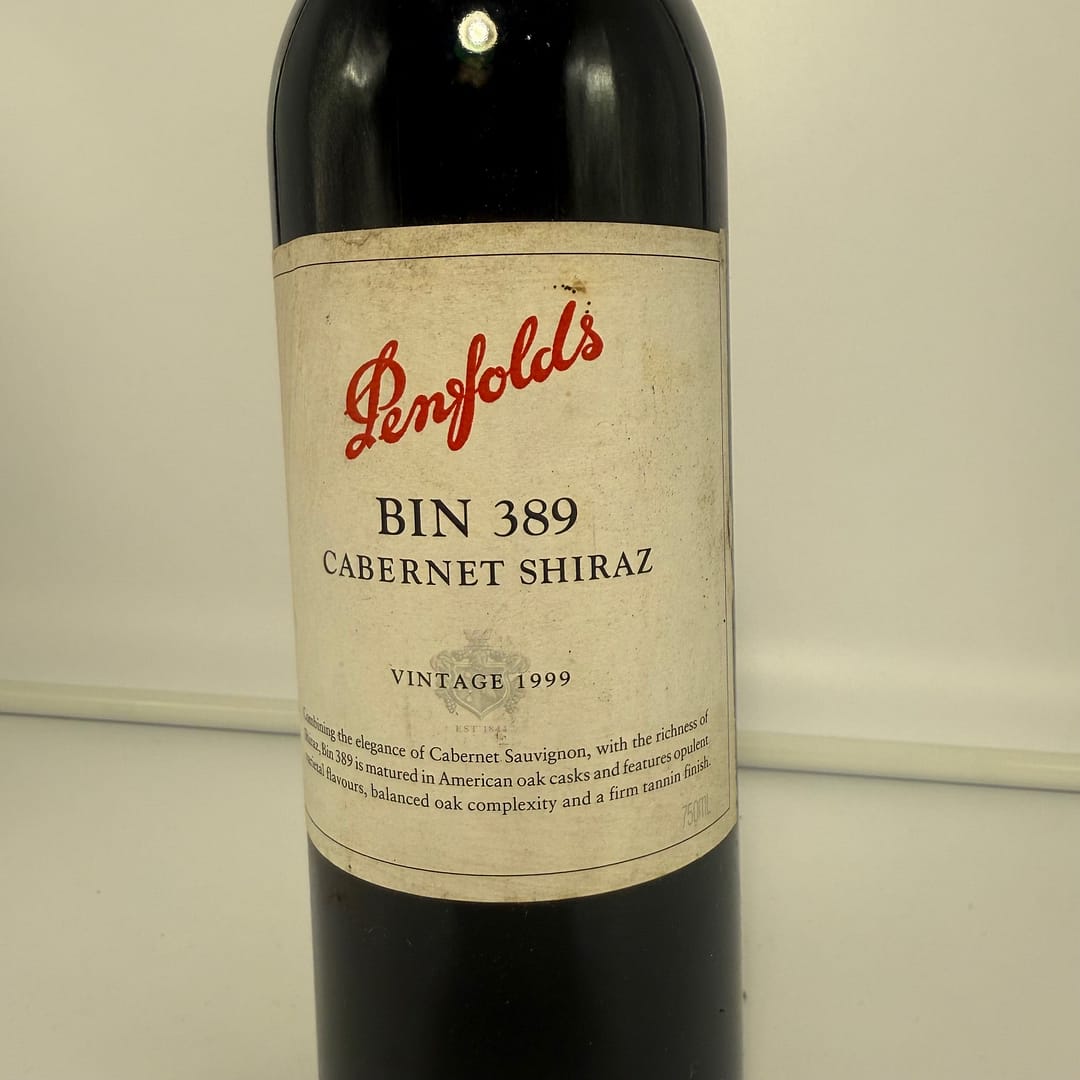 Penfolds
BIN 389
CABERNET SHIRAZ
VINTAGE 1999
EST 1844
Combining the elegance of Cabernet Sauvignon, with the richness of
Shiraz, Bin 389 is matured in American oak casks and features opulent
varietal flavours, balanced oak complexity and a firm tannin finish.
750ML